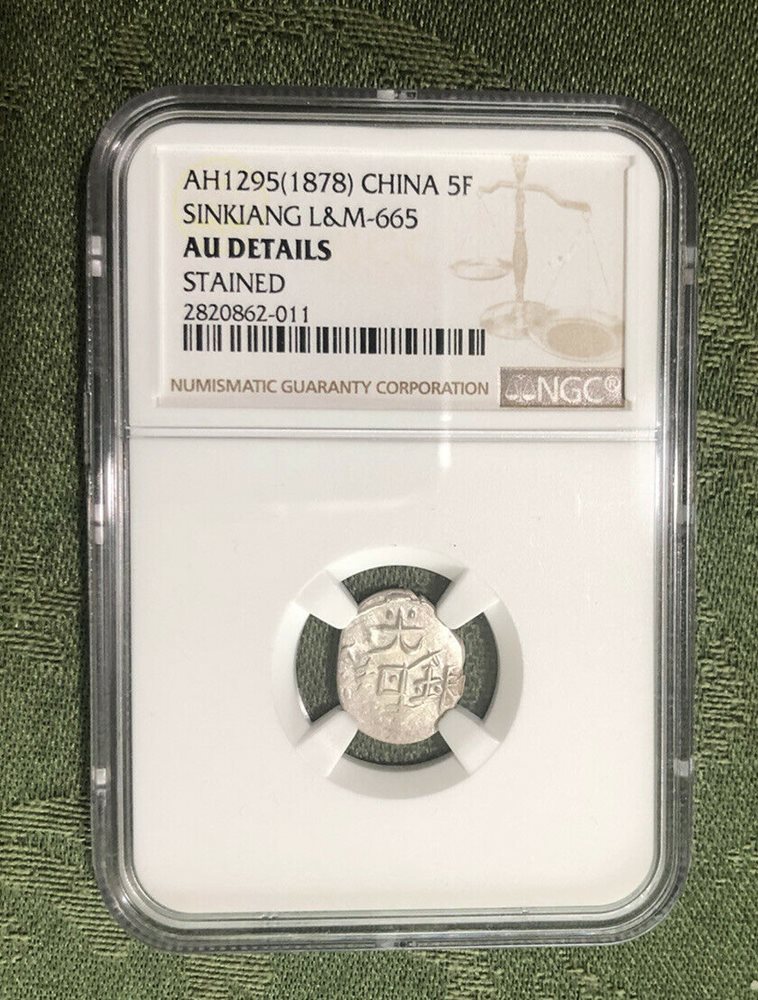 AH1295(1878) CHINA 5F
SINKIANG L&M-665
AU DETAILS
STAINED
2820862-011
NUMISMATIC GUARANTY CORPORATION
NGC®